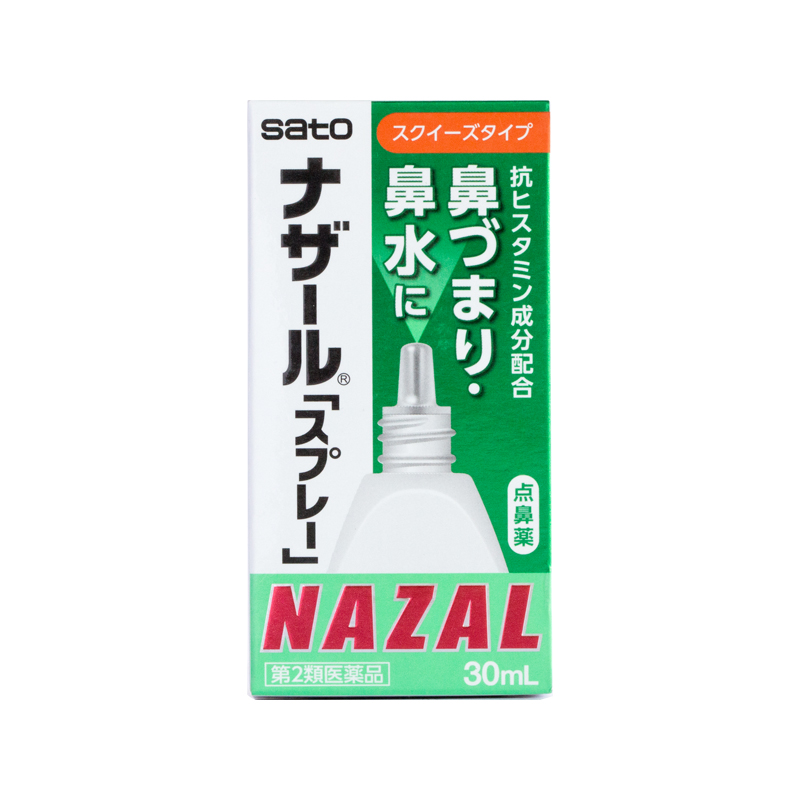 sato
スクイーズタイプ
ナザール®「スプレー」
抗ヒスタミン成分配合
鼻づまり・
鼻水に
点鼻薬
NAZAL
第2類医薬品
30mL